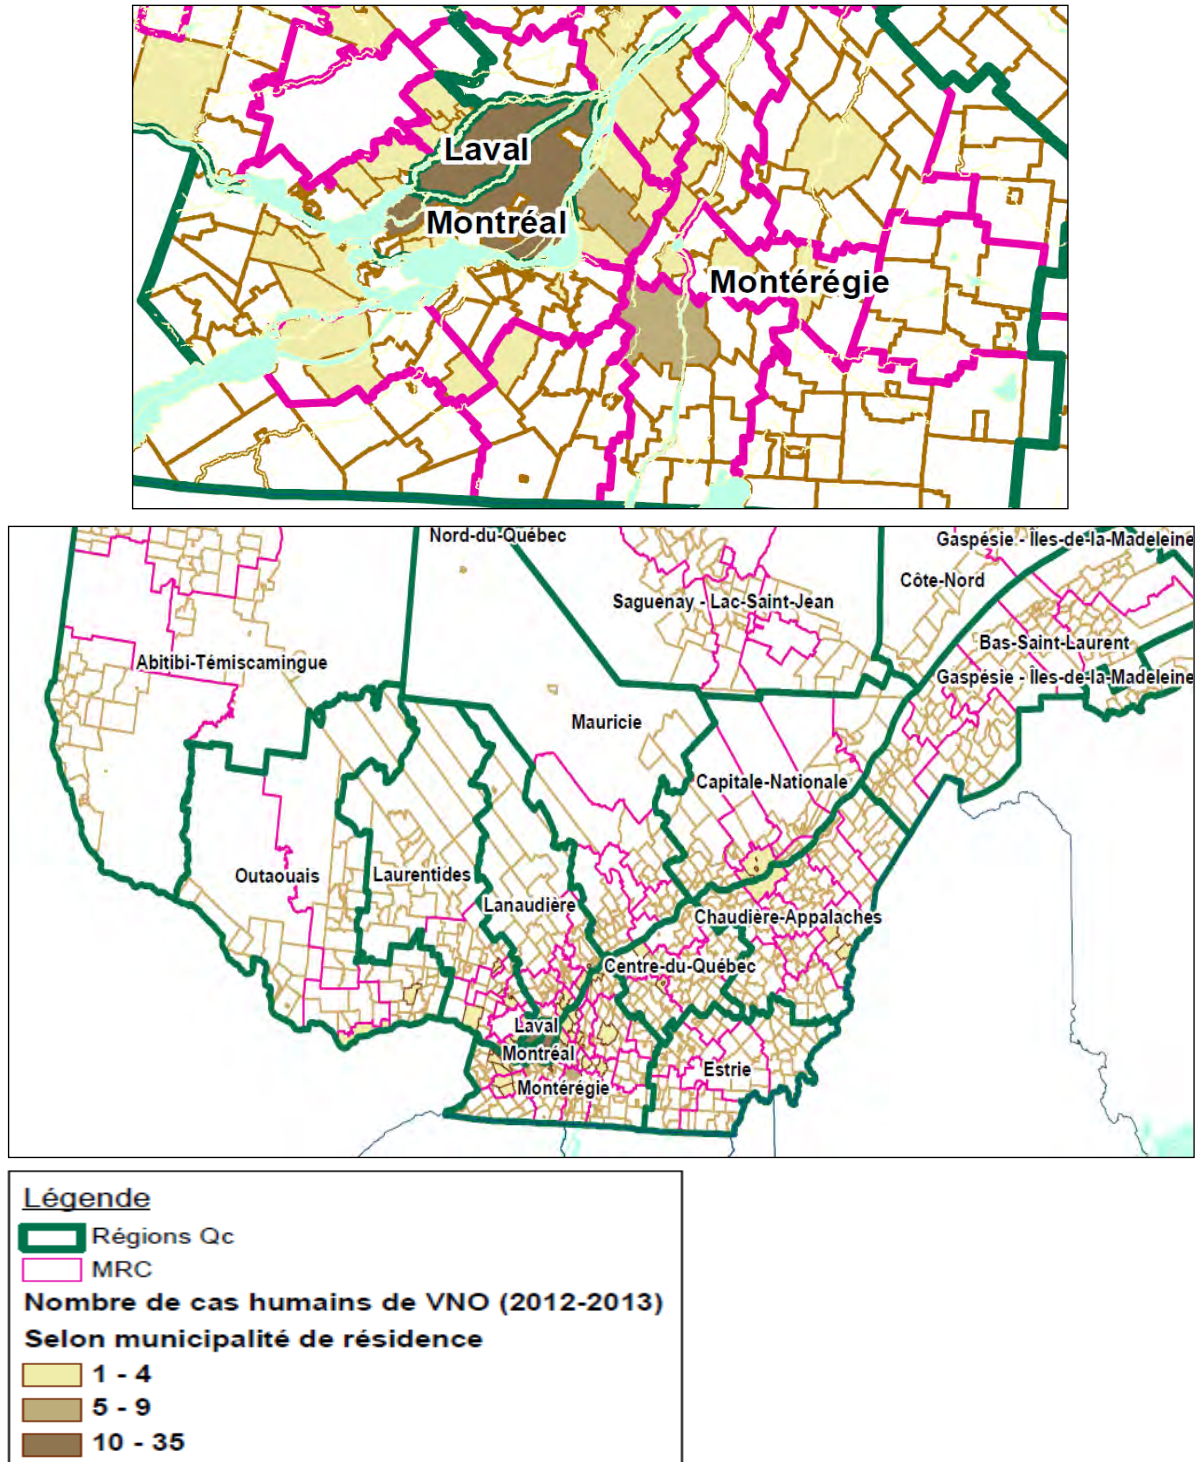 Laval
Montréal
Montérégie
Nord-du-Québec
Gaspésie - Îles-de-la-Madeleine
Côte-Nord
Saguenay - Lac-Saint-Jean
Bas-Saint-Laurent
Abitibi-Témiscamingue
Gaspésie - Îles-de-la-Madeleine
Mauricie
Capitale-Nationale
Outaouais
Laurentides
Lanaudière
Chaudière-Appalaches
Centre-du-Québec
Laval
Montréal
Estrie
Montérégie
Légende
Régions Qc
MRC
Nombre de cas humains de VNO (2012-2013)
Selon municipalité de résidence
1 - 4
5 - 9
10 - 35